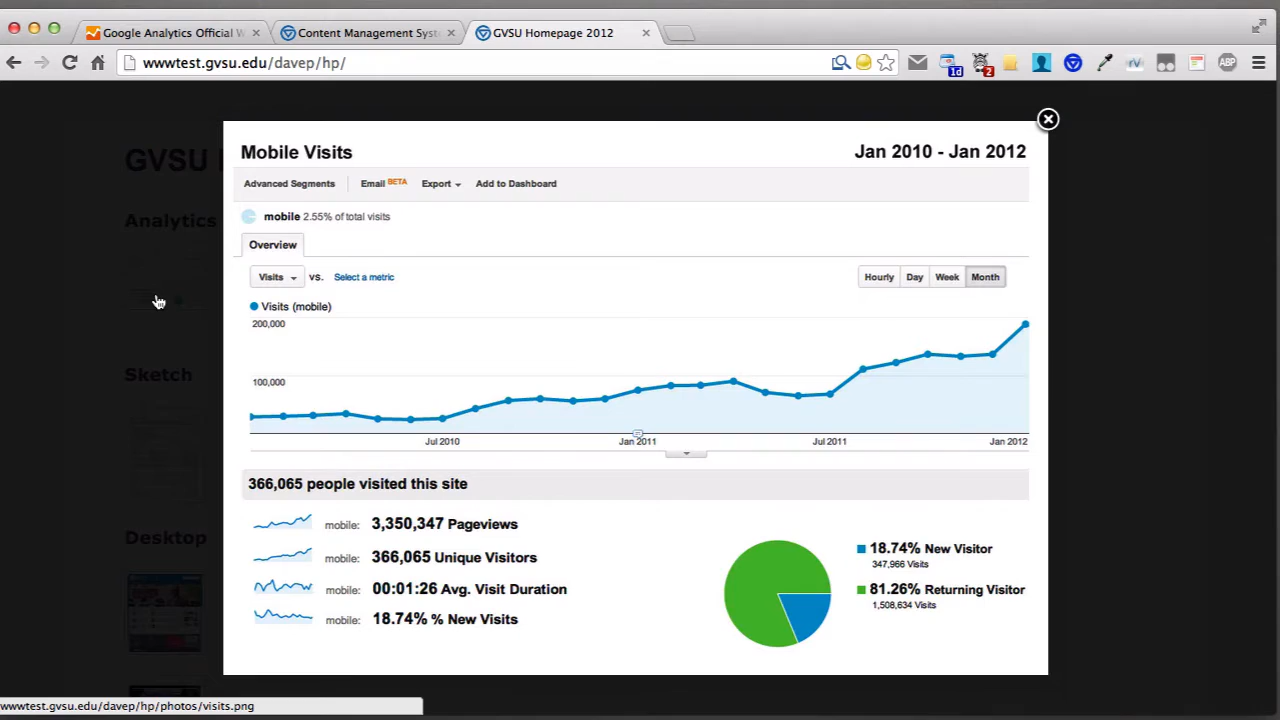 Google Analytics Official W
Content Management Syst
GVSU Homepage 2012
wwwtest.gvsu.edu/davep/hp/
1d
2
rV
ABP
GVSU
Mobile Visits
Jan 2010 - Jan 2012
Advanced Segments
Email BETA
Export
Add to Dashboard
Analytics
mobile 2.55% of total visits
Overview
Visits
vs.
Select a metric
Hourly
Day
Week
Month
Visits (mobile)
200,000
100,000
Sketch
Jul 2010
Jan 2011
Jul 2011
Jan 2012
366,065 people visited this site
mobile: 3,350,347 Pageviews
mobile: 366,065 Unique Visitors
mobile: 00:01:26 Avg. Visit Duration
mobile: 18.74% % New Visits
18.74% New Visitor
347,966 Visits
81.26% Returning Visitor
1,508,634 Visits
Desktop
wwwtest.gvsu.edu/davep/hp/photos/visits.png